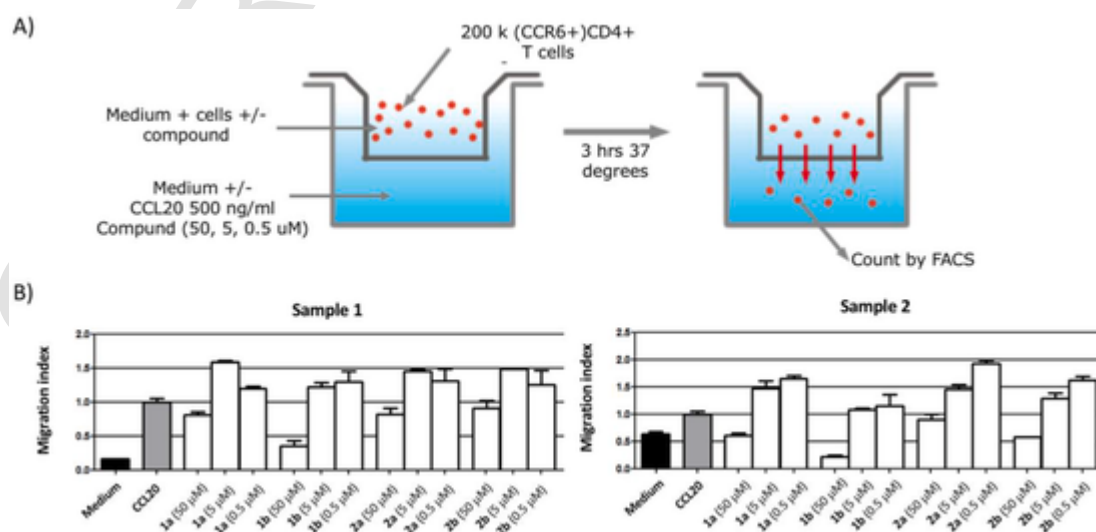 A)
200 k (CCR6+)CD4+
T cells
Medium + cells +/-
compound
3 hrs 37
degrees
Medium +/-
CCL20 500 ng/ml
Compund (50, 5, 0.5 uM)
Count by FACS
B)
Sample 1
Migration index
2.0
1.5
1.0
0.5
0.0
Medium
CCL20
1a (50 µM)
1a (5 µM)
1a (0.5 µM)
1b (50 µM)
1b (5 µM)
1b (0.5 µM)
2a (50 µM)
2a (5 µM)
2a (0.5 µM)
2b (50 µM)
2b (5 µM)
2b (0.5 µM)
Sample 2
Migration index
2.5
2.0
1.5
1.0
0.5
0.0
Medium
CCL20
1a (50 µM)
1a (5 µM)
1a (0.5 µM)
1b (50 µM)
1b (5 µM)
1b (0.5 µM)
2a (50 µM)
2a (5 µM)
2a (0.5 µM)
2b (50 µM)
2b (5 µM)
2b (0.5 µM)